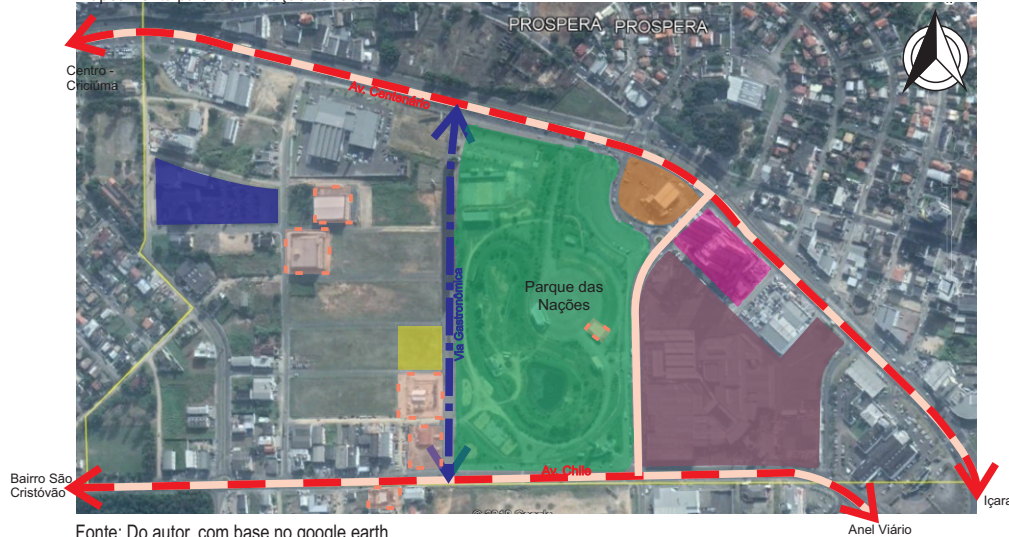 PROSPERA PROSPERA
Centro -
Criciúma
Av. Centenário
Via Gastronômica
Parque das
Nações
Av. Chile
Bairro São
Cristóvão
Içara
Anel Viário
Fonte: Do autor, com base no google earth